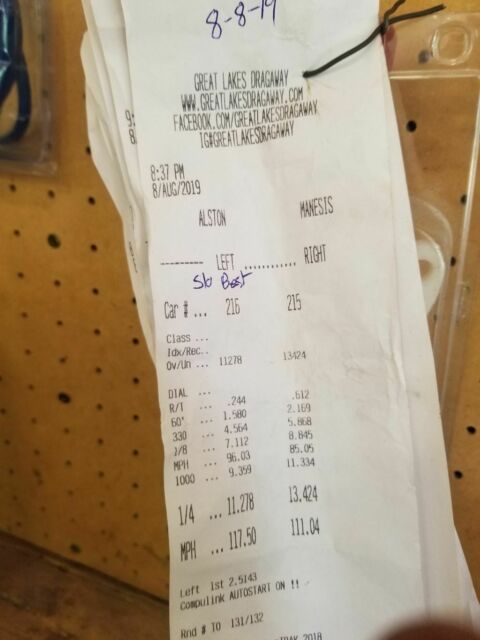 8-8-19
GREAT LAKES DRAGAWAY
WWW.GREATLAKESDRAGAWAY.COM
FACEBOOK.COM/GREATLAKESDRAGAWAY
IG#GREATLAKESDRAGAWAY
8:37 PM
8/AUG/2019
ALSTON MANESIS
---------- LEFT ............ RIGHT
Best
Car # ... 216 215
Class ...
Idx/Rec..
Ov/Un ... 11278 13424
DIAL ...
R/T ... .244 .612
60' ... 1.580 2.169
330 ... 4.564 5.868
1/8 ... 7.112 8.845
MPH ... 96.03 85.05
1000 ... 9.359 11.334
1/4 ... 11.278 13.424
MPH ... 117.50 111.04
Left 1st 2.5143
Compulink AUTOSTART ON !!
Rnd # TO 131/132
2018